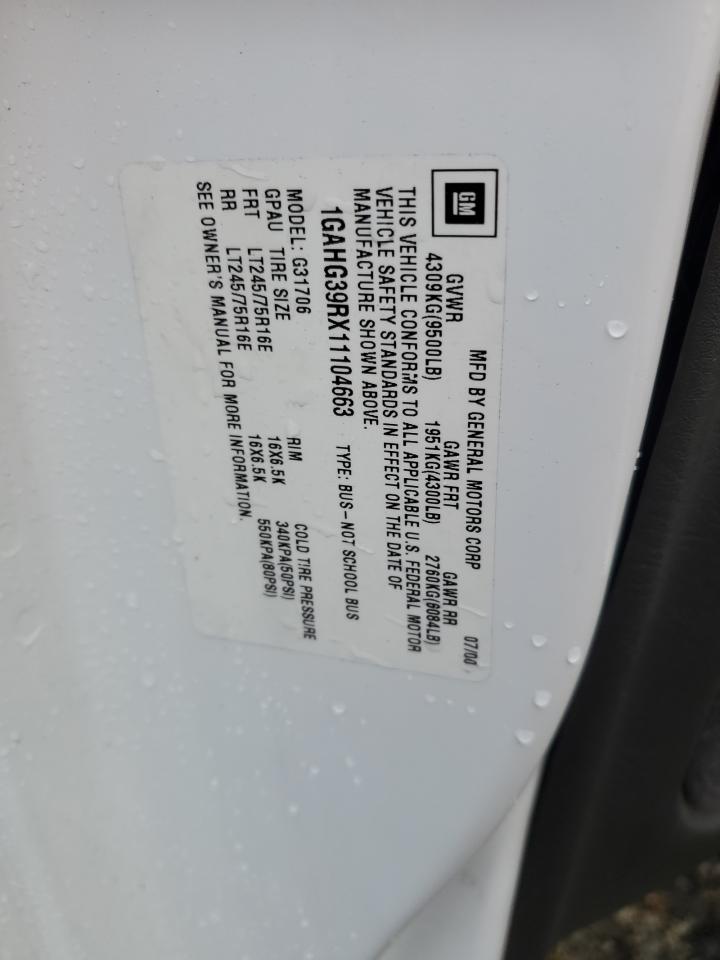 GM
MFD BY GENERAL MOTORS CORP 07/00
GVWR GAWR FRT GAWR RR
4309KG(9500LB) 1951KG(4300LB) 2760KG(6084LB)
THIS VEHICLE CONFORMS TO ALL APPLICABLE U.S. FEDERAL MOTOR
VEHICLE SAFETY STANDARDS IN EFFECT ON THE DATE OF
MANUFACTURE SHOWN ABOVE.
1GAHG39RX11104663 TYPE: BUS-NOT SCHOOL BUS
MODEL: G31706
GPAU TIRE SIZE RIM COLD TIRE PRESSURE
FRT LT245/75R16E 16X6.5K 340KPA(50PSI)
RR LT245/75R16E 16X6.5K 550KPA(80PSI)
SEE OWNER'S MANUAL FOR MORE INFORMATION.